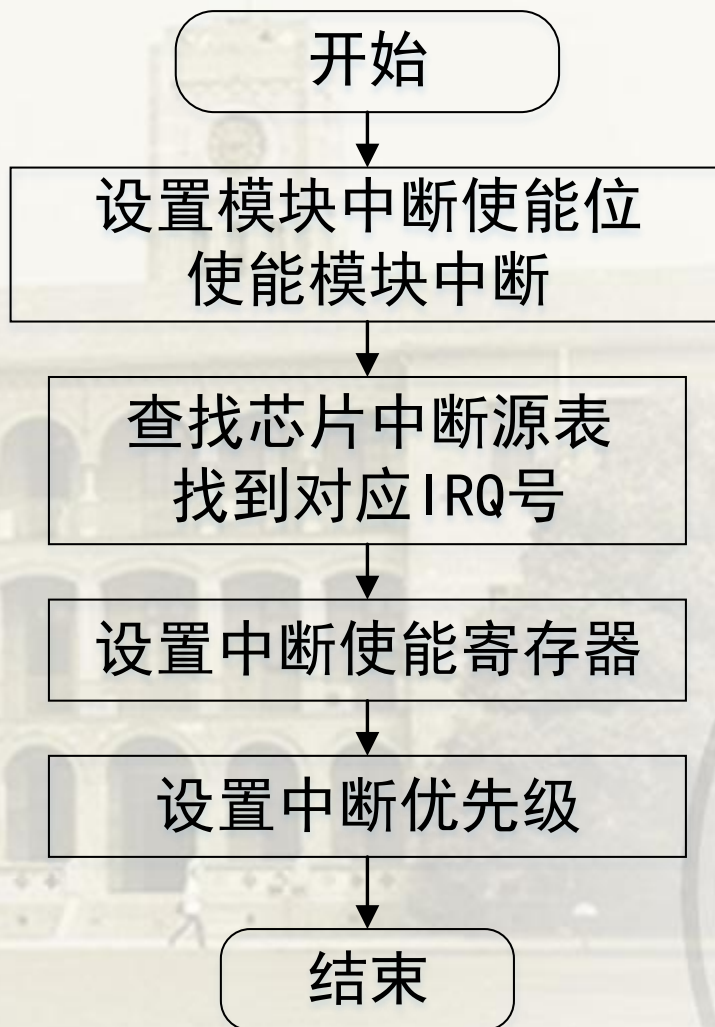 开始
设置模块中断使能位
使能模块中断
查找芯片中断源表
找到对应IRQ号
设置中断使能寄存器
设置中断优先级
结束